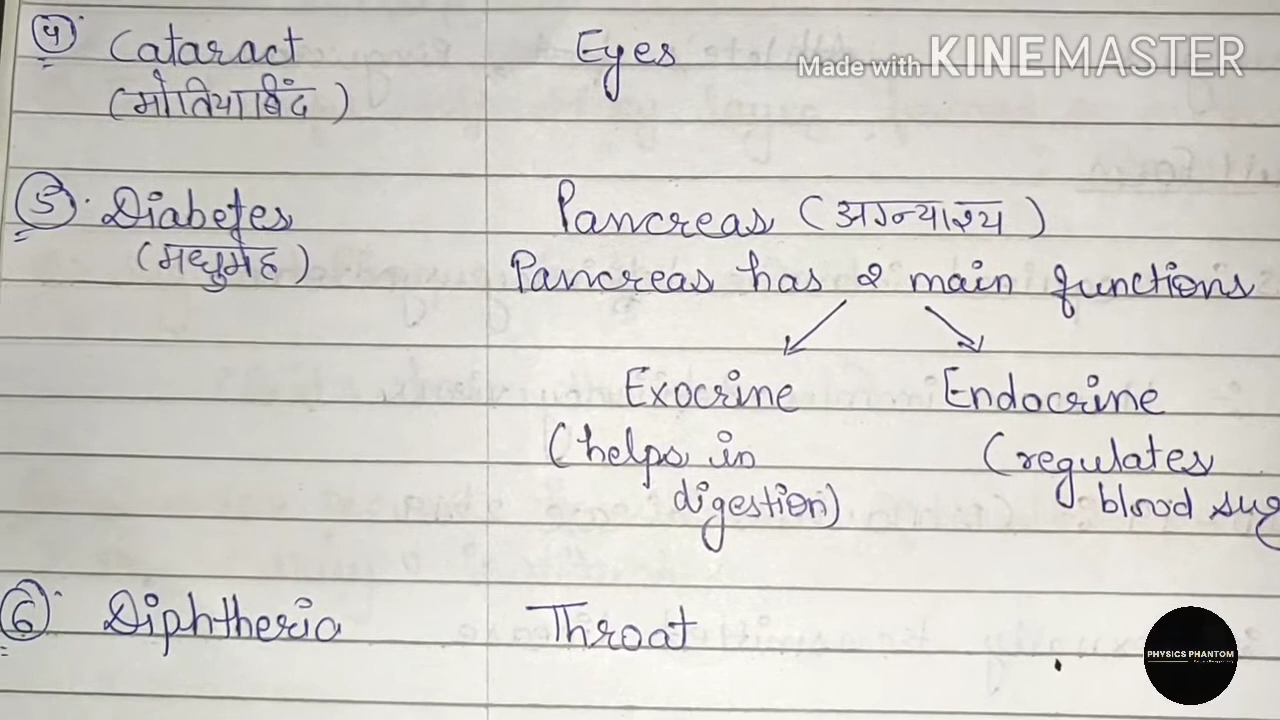 4. Cataract Eyes
(मोतियाबिंद)
Made with KINEMASTER
5. Diabetes Pancreas (अग्न्याश्य)
(मधुमेह) Pancreas has 2 main functions
Exocrine Endocrine
(helps in (regulates
digestion) blood sug
6. Diphtheria Throat
PHYSICS PHANTOM